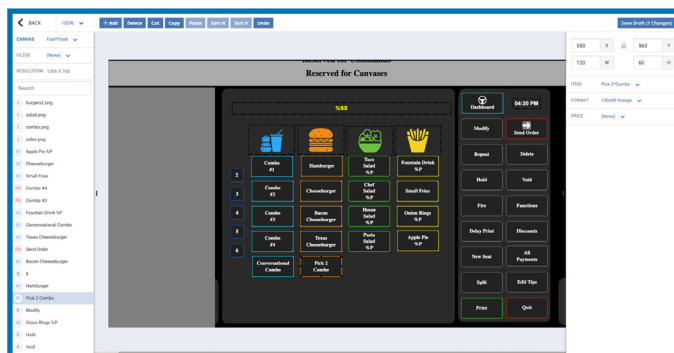 BACK
100%
+ Add
Delete
Cut
Copy
Paste
Sort H
Sort V
Undo
Save Draft (1 Changes)
CANVAS Fast*Food
FILTER (None)
RESOLUTION 1366 X 768
Search
I burgers2.png
I salad.png
I combo.png
I sides.png
M Apple Pie %P
M Cheeseburger
M Small Fries
PA Combo #4
PA Combo #3
M Fountain Drink %P
M Conversational Combo
M Texas Cheeseburger
PA Send Order
M Bacon Cheeseburger
Q 6
M Hamburger
M Pick 2 Combo
C Modify
M Onion Rings %P
C Hold
C Void
Reserved for Commands
Reserved for Canvases
%SS
2
3
4
5
6
Combo
#1
Hamburger
Taco
Salad
%P
Fountain Drink
%P
Combo
#2
Cheeseburger
Chef
Salad
%P
Small Fries
Combo
#3
Bacon
Cheeseburger
House
Salad
%P
Onion Rings
%P
Combo
#4
Texas
Cheeseburger
Pasta
Salad
%P
Apple Pie
%P
Conversational
Combo
Pick 2
Combo
Dashboard
04:20 PM
Modify
Send Order
Repeat
Delete
Hold
Void
Fire
Functions
Delay Print
Discounts
New Seat
All
Payments
Split
Edit Tips
Print
Quit
550 X
563 Y
120 W
60 H
ITEM Pick 2*Combo
FORMAT 120x60 Orange
PRICE (None)